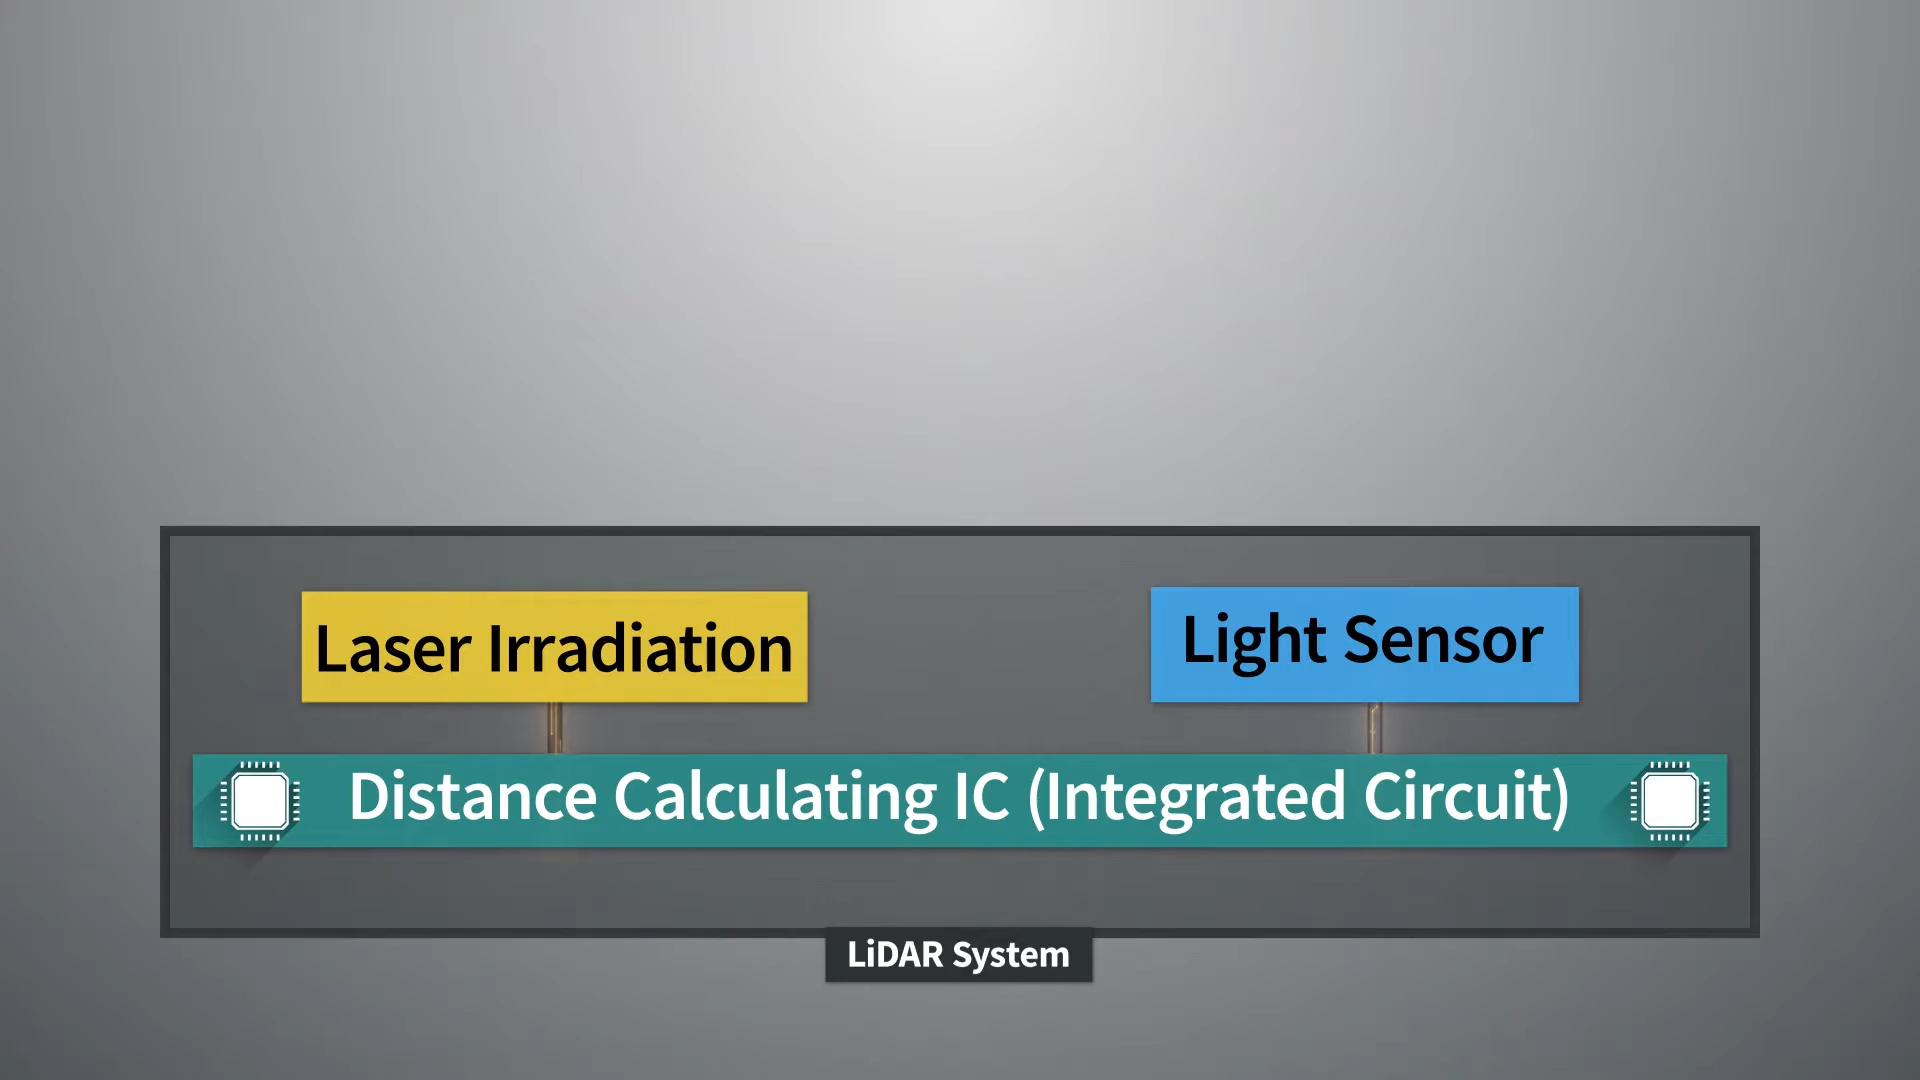 Laser Irradiation
Light Sensor
Distance Calculating IC (Integrated Circuit)
LiDAR System